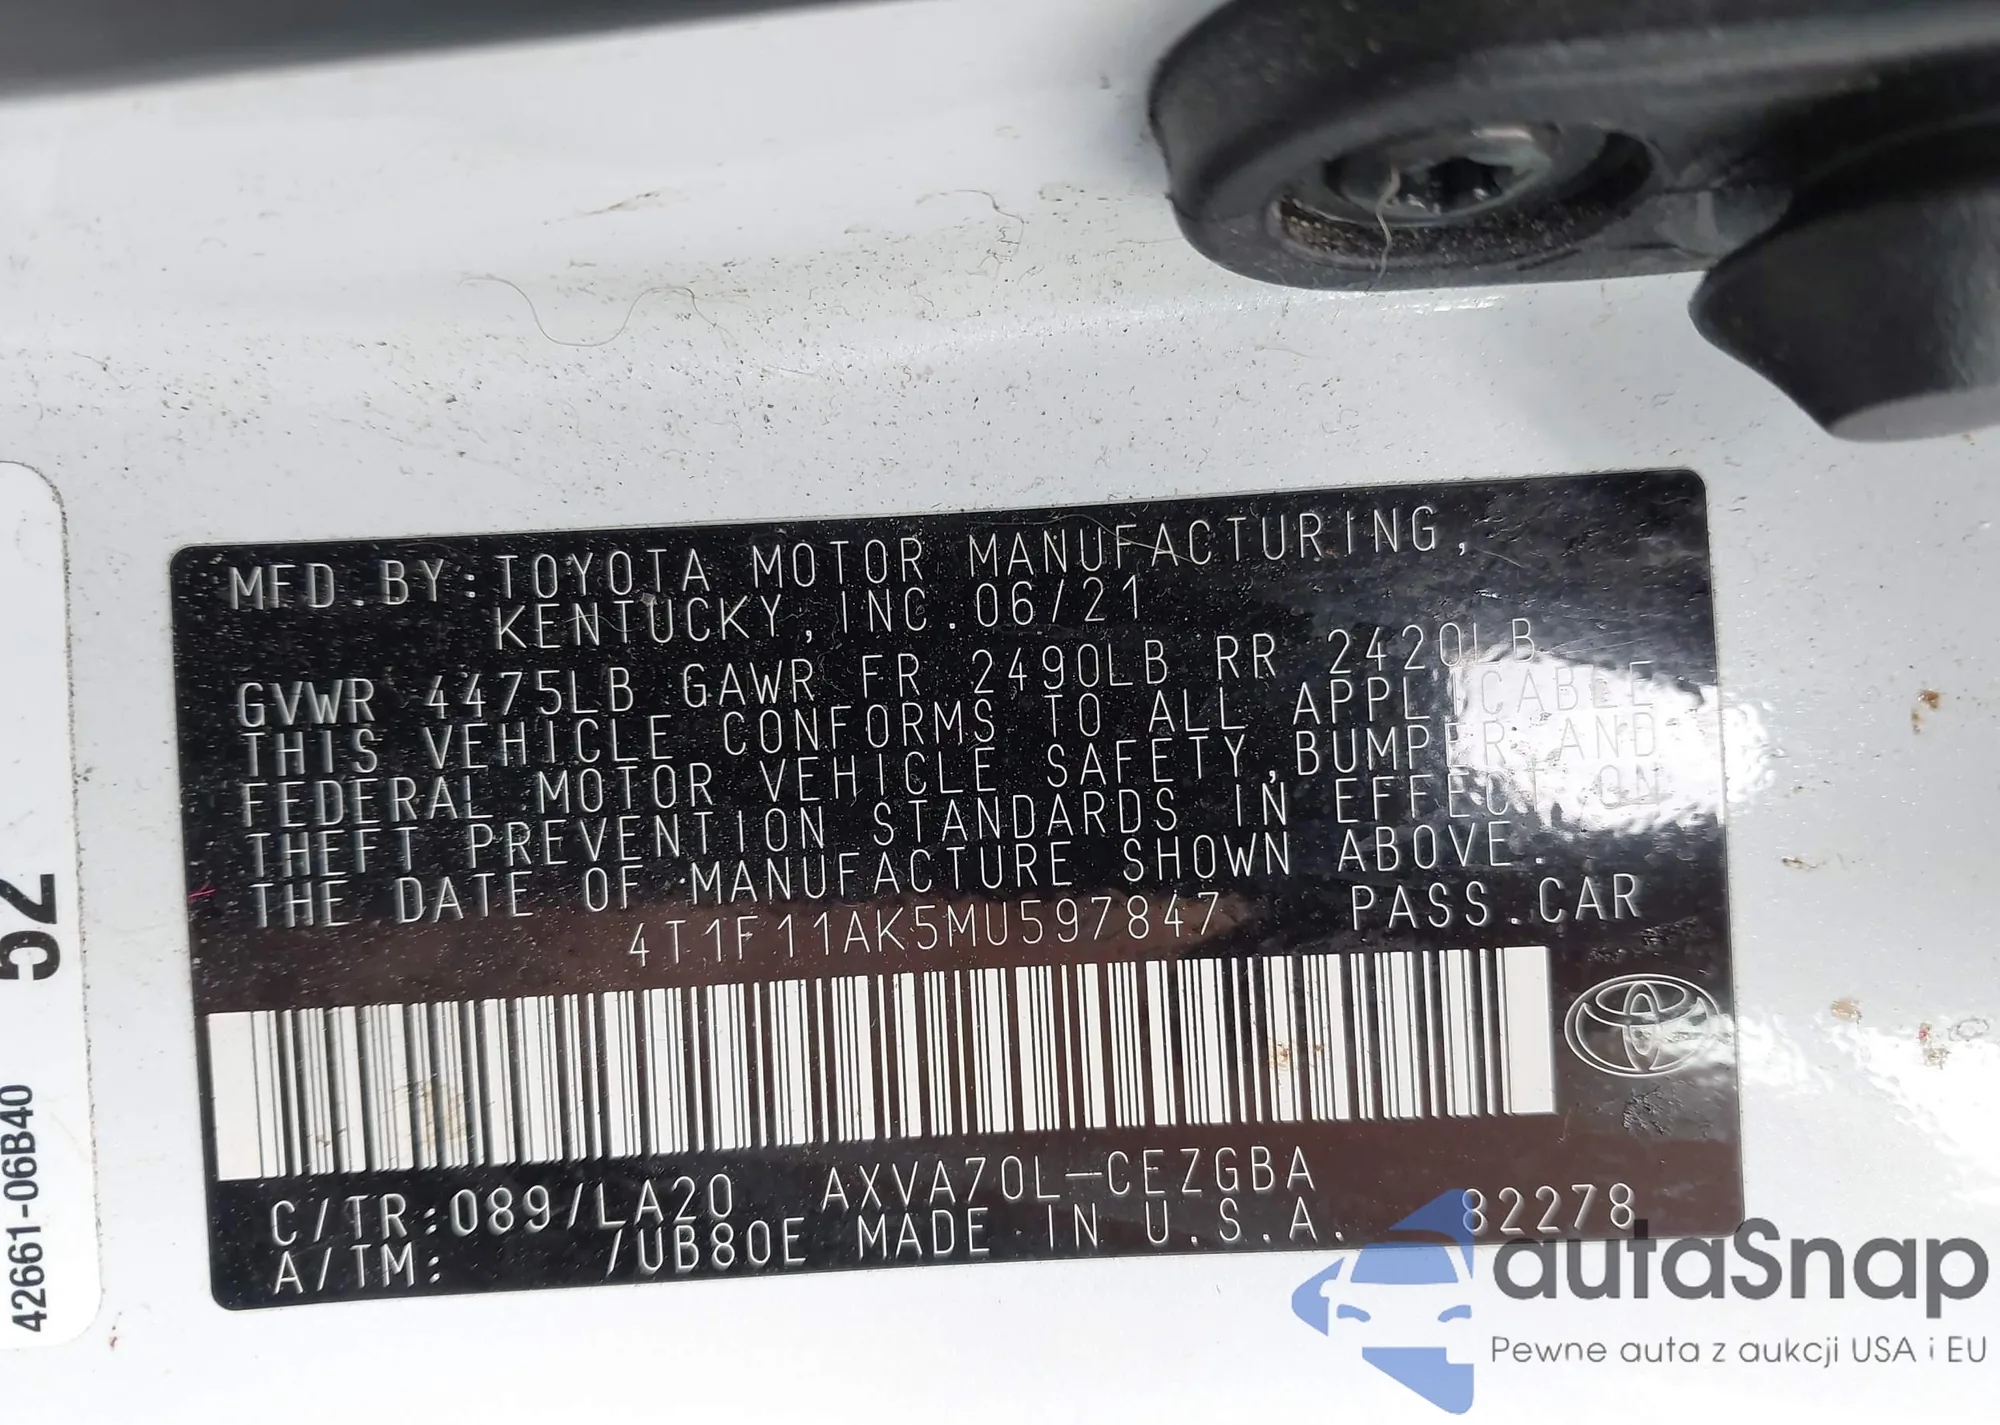 MFD.BY:TOYOTA MOTOR MANUFACTURING,
KENTUCKY,INC.06/21
GVWR 4475LB GAWR FR 2490LB RR 2420LB
THIS VEHICLE CONFORMS TO ALL APPLICABLE
FEDERAL MOTOR VEHICLE SAFETY,BUMPER AND
THEFT PREVENTION STANDARDS IN EFFECT ON
THE DATE OF MANUFACTURE SHOWN ABOVE.
4T1F11AK5MU597847 PASS.CAR
C/TR:089/LA20 AXVA70L-CEZGBA
A/TM: /UB80E MADE IN U.S.A. 82278
52
42661-06B40
autaSnap
Pewne auta z aukcji USA i EU